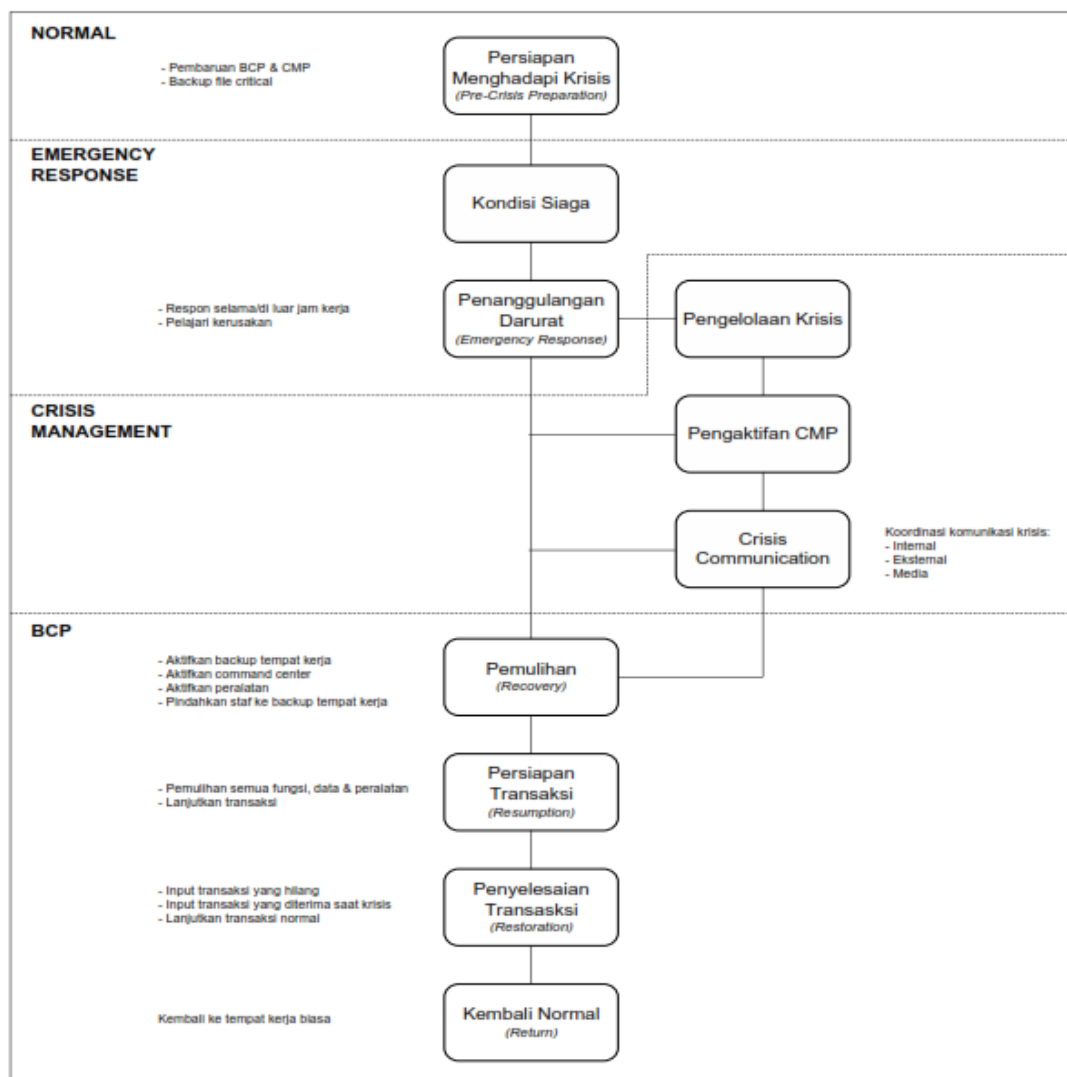 NORMAL
- Pembaruan BCP & CMP
- Backup file critical
Persiapan
Menghadapi Krisis
(Pre-Crisis Preparation)
EMERGENCY
RESPONSE
Kondisi Siaga
- Respon selama/di luar jam kerja
- Pelajari kerusakan
Penanggulangan
Darurat
(Emergency Response)
Pengelolaan Krisis
CRISIS
MANAGEMENT
Pengaktifan CMP
Crisis
Communication
Koordinasi komunikasi krisis:
- Internal
- Eksternal
- Media
BCP
- Aktifkan backup tempat kerja
- Aktifkan command center
- Aktifkan peralatan
- Pindahkan staf ke backup tempat kerja
Pemulihan
(Recovery)
- Pemulihan semua fungsi, data & peralatan
- Lanjutkan transaksi
Persiapan
Transaksi
(Resumption)
- Input transaksi yang hilang
- Input transaksi yang diterima saat krisis
- Lanjutkan transaksi normal
Penyelesaian
Transasksi
(Restoration)
Kembali ke tempat kerja biasa
Kembali Normal
(Return)